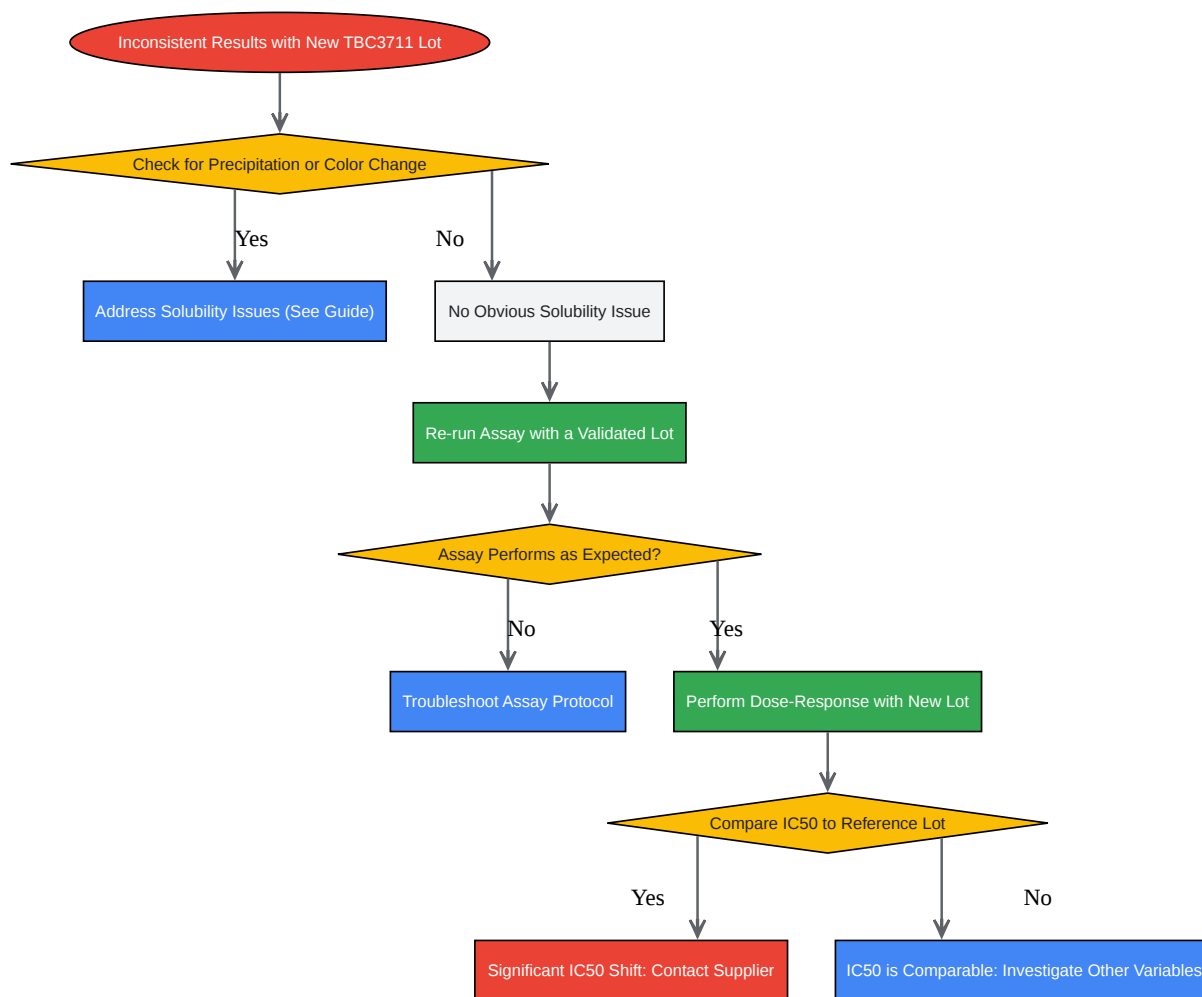 Inconsistent Results with New TBC3711 Lot
Check for Precipitation or Color Change
Yes
No
Address Solubility Issues (See Guide)
No Obvious Solubility Issue
Re-run Assay with a Validated Lot
Assay Performs as Expected?
No
Yes
Troubleshoot Assay Protocol
Perform Dose-Response with New Lot
Compare IC50 to Reference Lot
Yes
No
Significant IC50 Shift: Contact Supplier
IC50 is Comparable: Investigate Other Variables